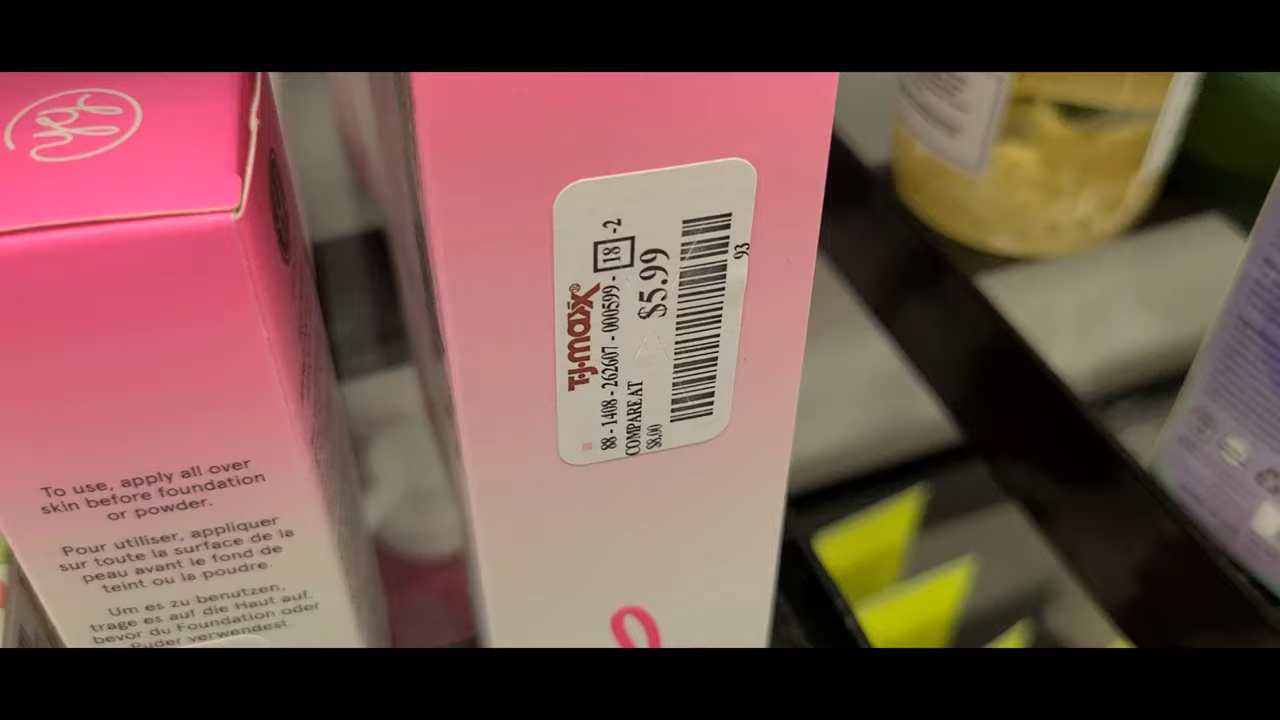 To use, apply all over
skin before foundation
or powder.
Pour utiliser, appliquer
sur toute la surface de la
peau avant le fond de
teint ou la poudre.
Um es zu benutzen,
trage es auf die Haut auf,
bevor du Foundation oder
Puder verwendest
T·J·maxx®
88 - 1408 - 262607 - 000599 - 18 -2
COMPARE AT
$8.00
$5.99
93